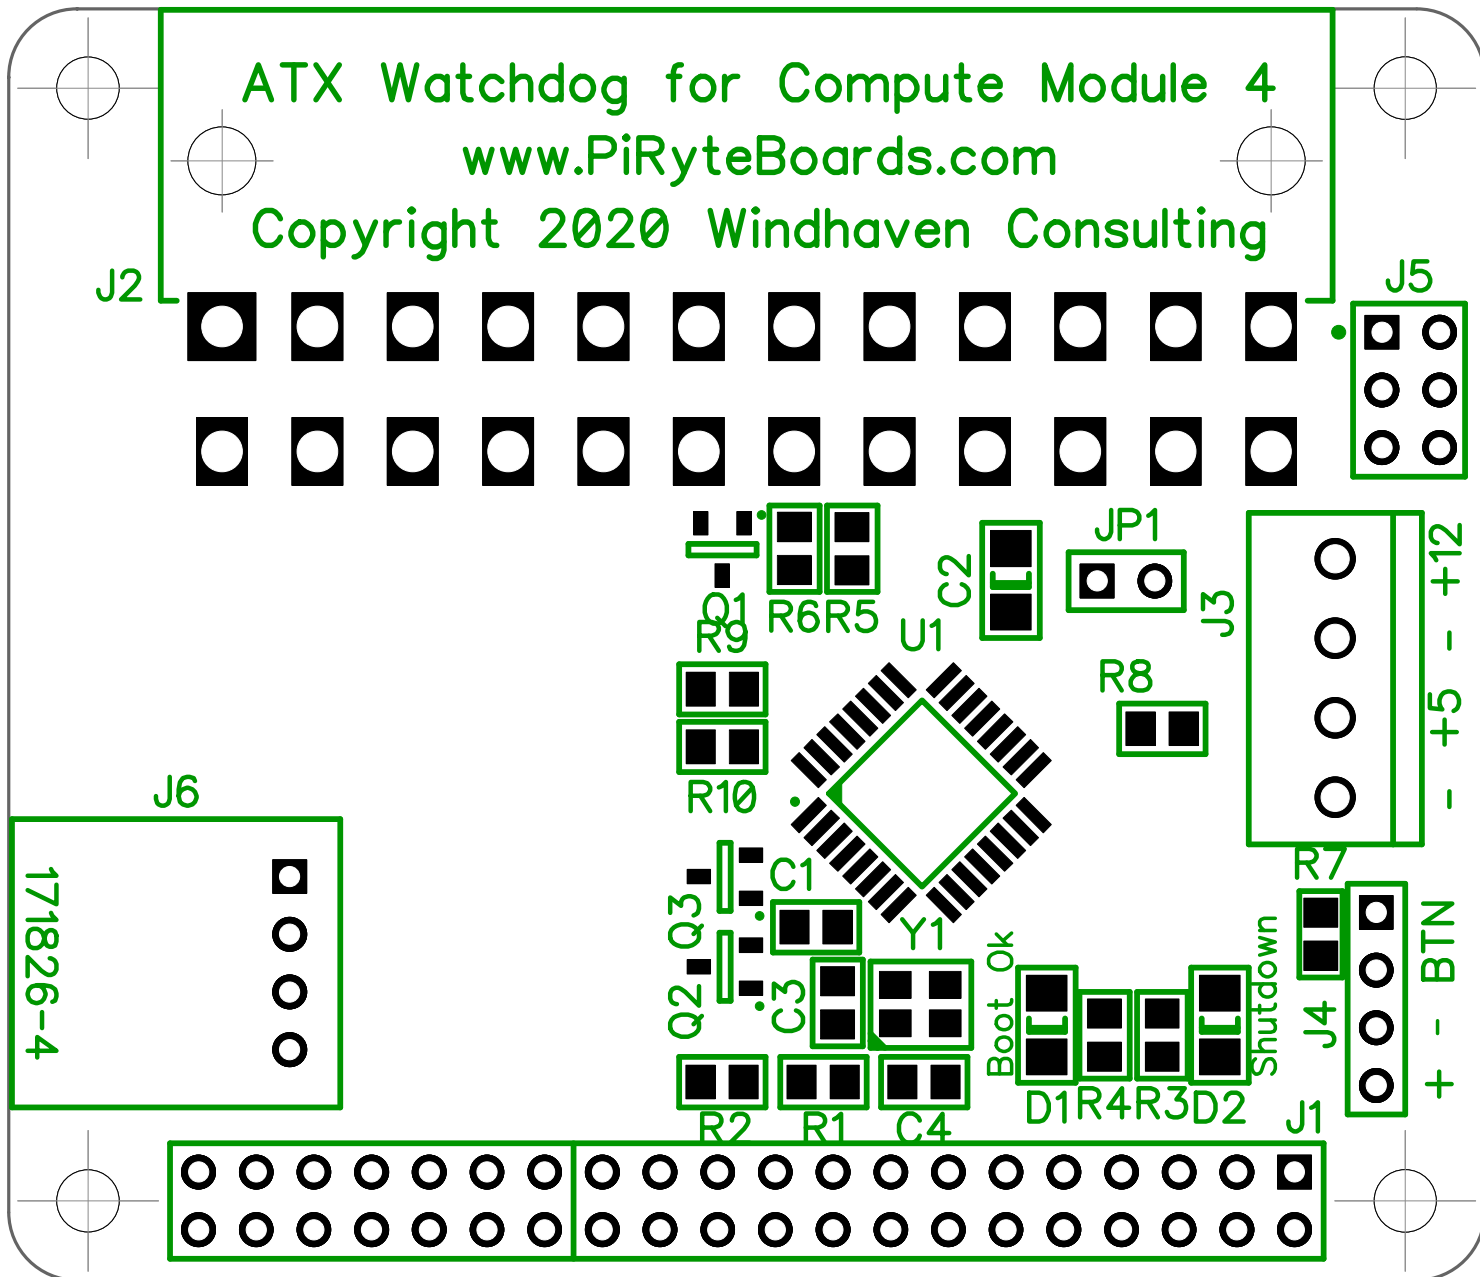 ATX Watchdog for Compute Module 4
www.PiRyteBoards.com
Copyright 2020 Windhaven Consulting
J2
J5
JP1
+12
C2
Q1
R6
R5
J3
-
R9
U1
R8
+5
J6
R10
-
171826-4
Q3
C1
R7
Y1
BTN
Boot Ok
Shutdown
Q2
C3
J4
-
+
D1
R4
R3
D2
R2
R1
C4
J1